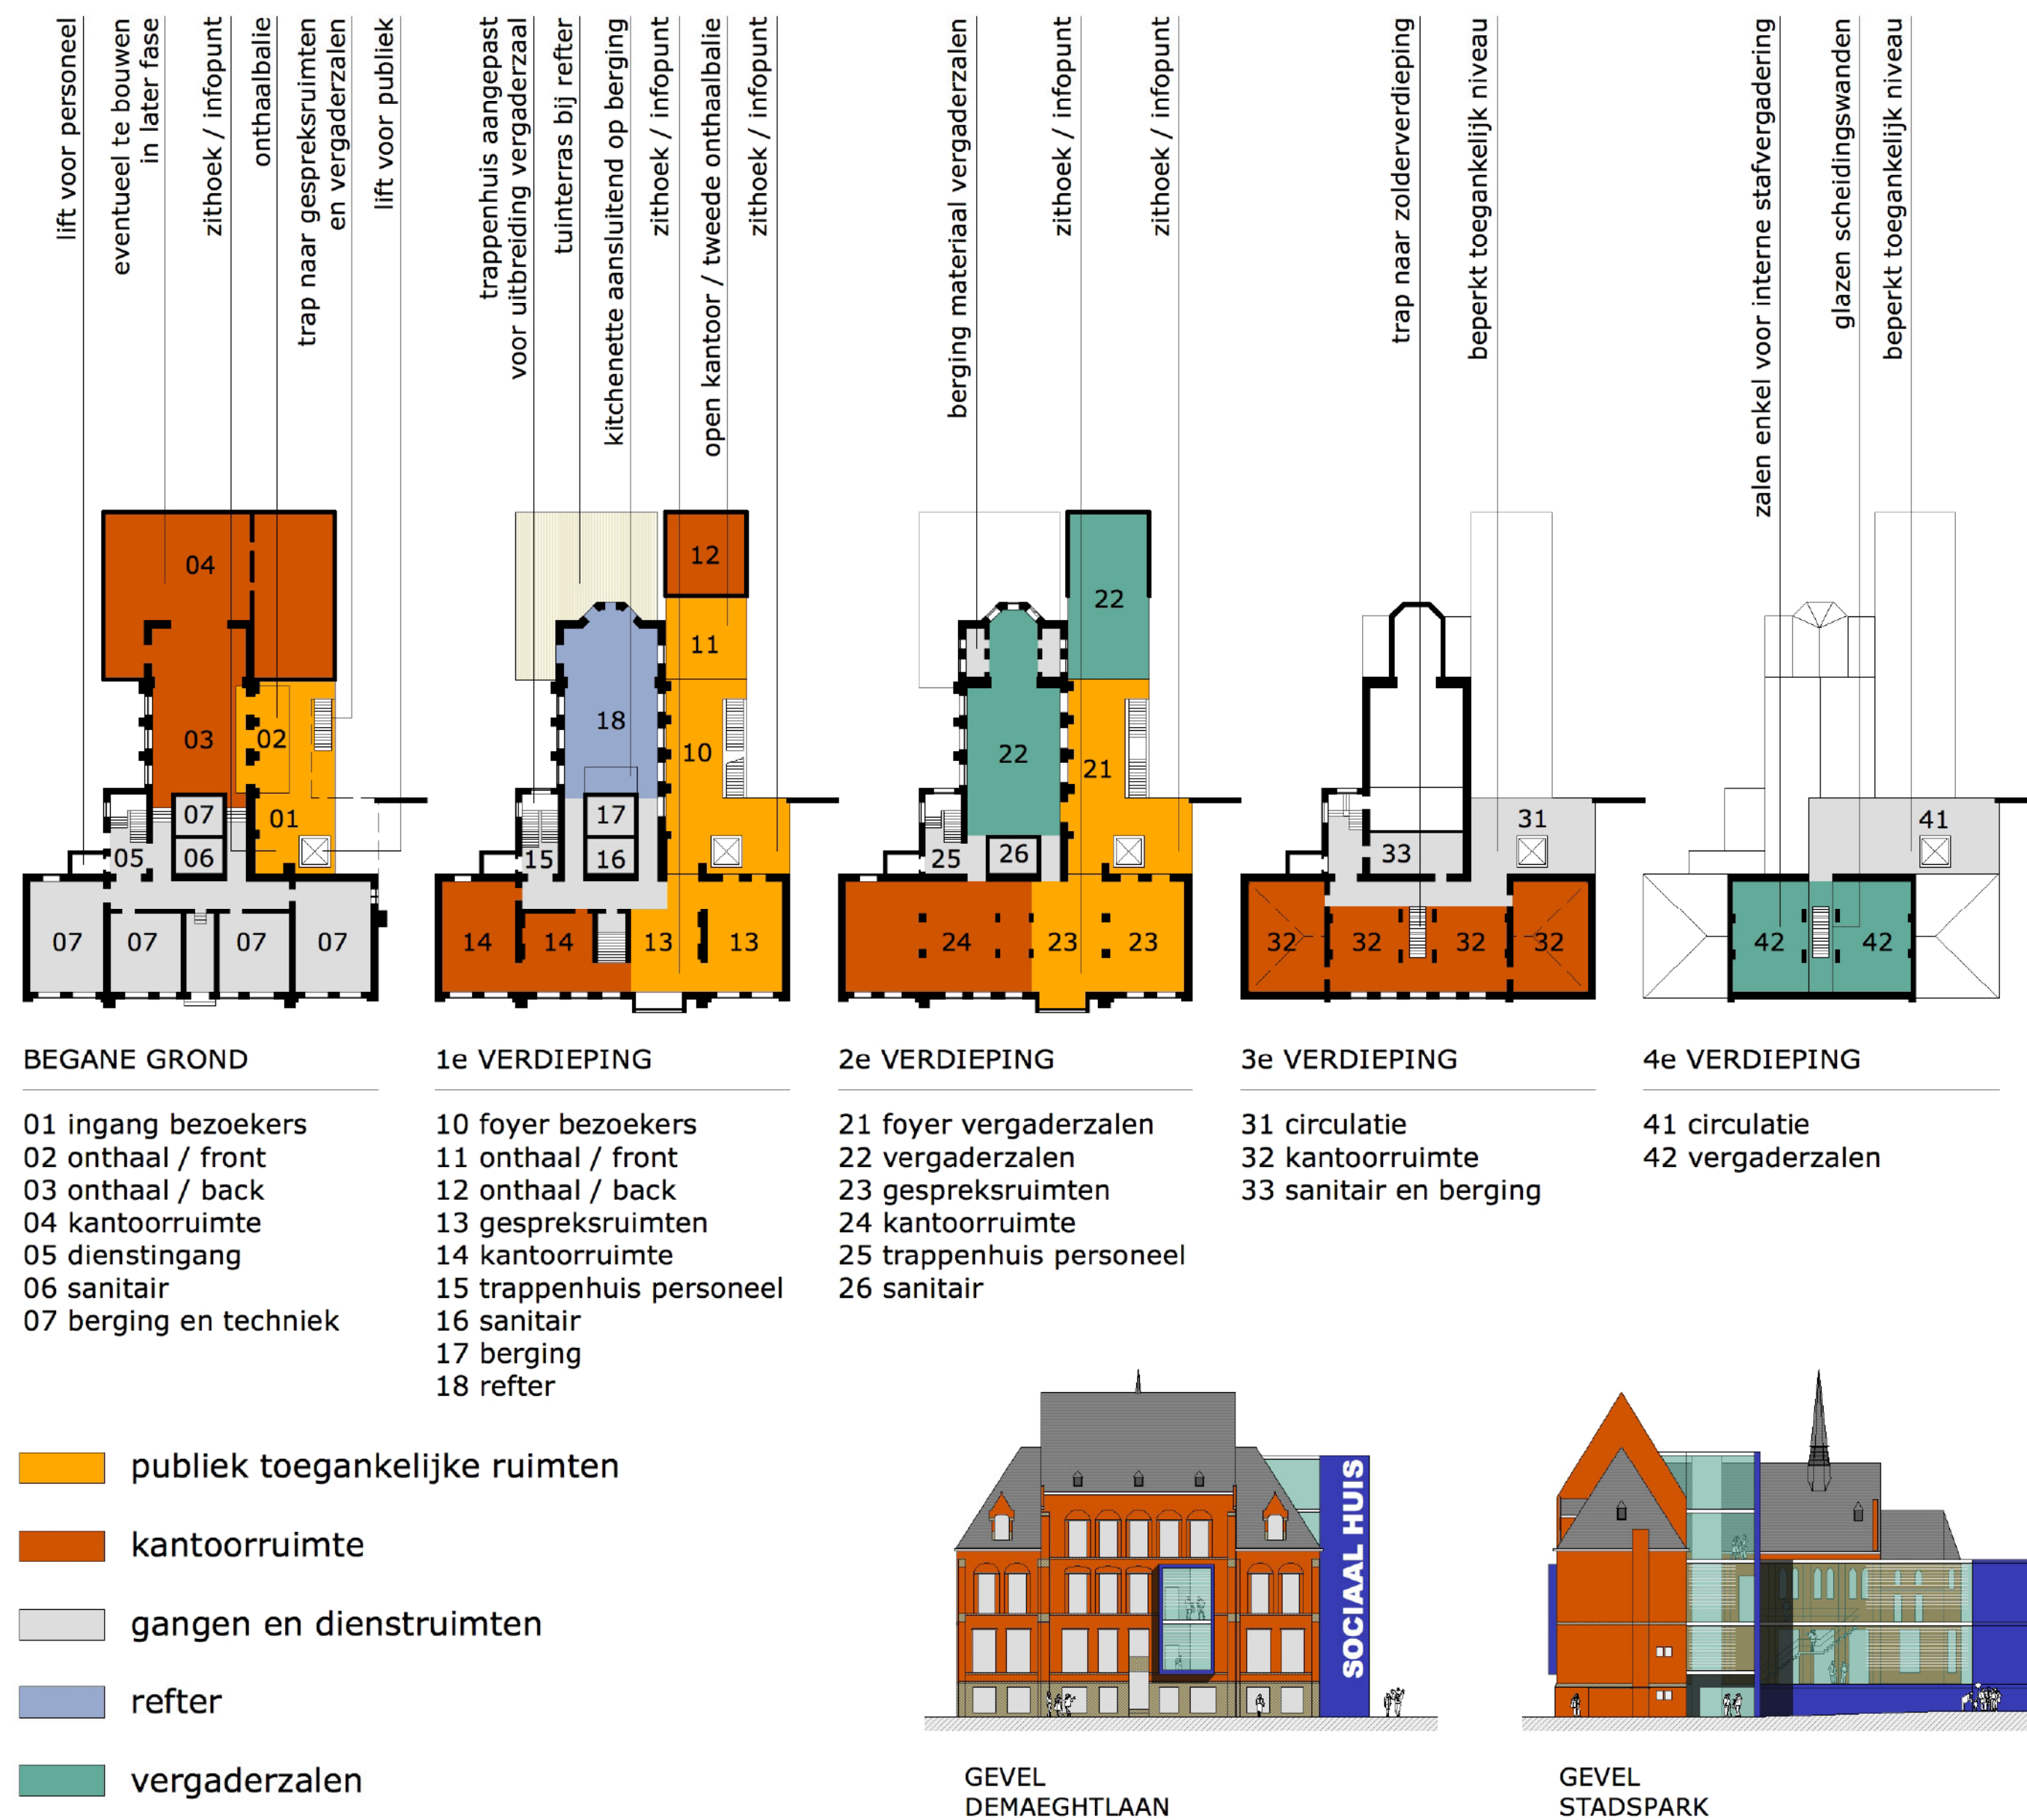 lift voor personeel
eventueel te bouwen
in later fase
zithoek / infopunt
onthaalbalie
trap naar gespreksruimten
en vergaderzalen
lift voor publiek
trappenhuis aangepast
voor uitbreiding vergaderzaal
tuinterras bij refter
kitchenette aansluitend op berging
zithoek / infopunt
open kantoor / tweede onthaalbalie
zithoek / infopunt
berging materiaal vergaderzalen
zithoek / infopunt
zithoek / infopunt
trap naar zolderverdieping
beperkt toegankelijk niveau
zalen enkel voor interne stafvergadering
glazen scheidingswanden
beperkt toegankelijk niveau
04
03
02
07
01
05
06
07
07
07
07
12
11
18
10
17
15
16
14
14
13
13
22
22
21
25
26
24
23
23
31
33
32
32
32
32
41
42
42
BEGANE GROND
01 ingang bezoekers
02 onthaal / front
03 onthaal / back
04 kantoorruimte
05 dienstingang
06 sanitair
07 berging en techniek
1e VERDIEPING
10 foyer bezoekers
11 onthaal / front
12 onthaal / back
13 gespreksruimten
14 kantoorruimte
15 trappenhuis personeel
16 sanitair
17 berging
18 refter
2e VERDIEPING
21 foyer vergaderzalen
22 vergaderzalen
23 gespreksruimten
24 kantoorruimte
25 trappenhuis personeel
26 sanitair
3e VERDIEPING
31 circulatie
32 kantoorruimte
33 sanitair en berging
4e VERDIEPING
41 circulatie
42 vergaderzalen
publiek toegankelijke ruimten
kantoorruimte
gangen en dienstruimten
refter
vergaderzalen
SOCIAAL HUIS
GEVEL
DEMAEGHTLAAN
GEVEL
STADSPARK